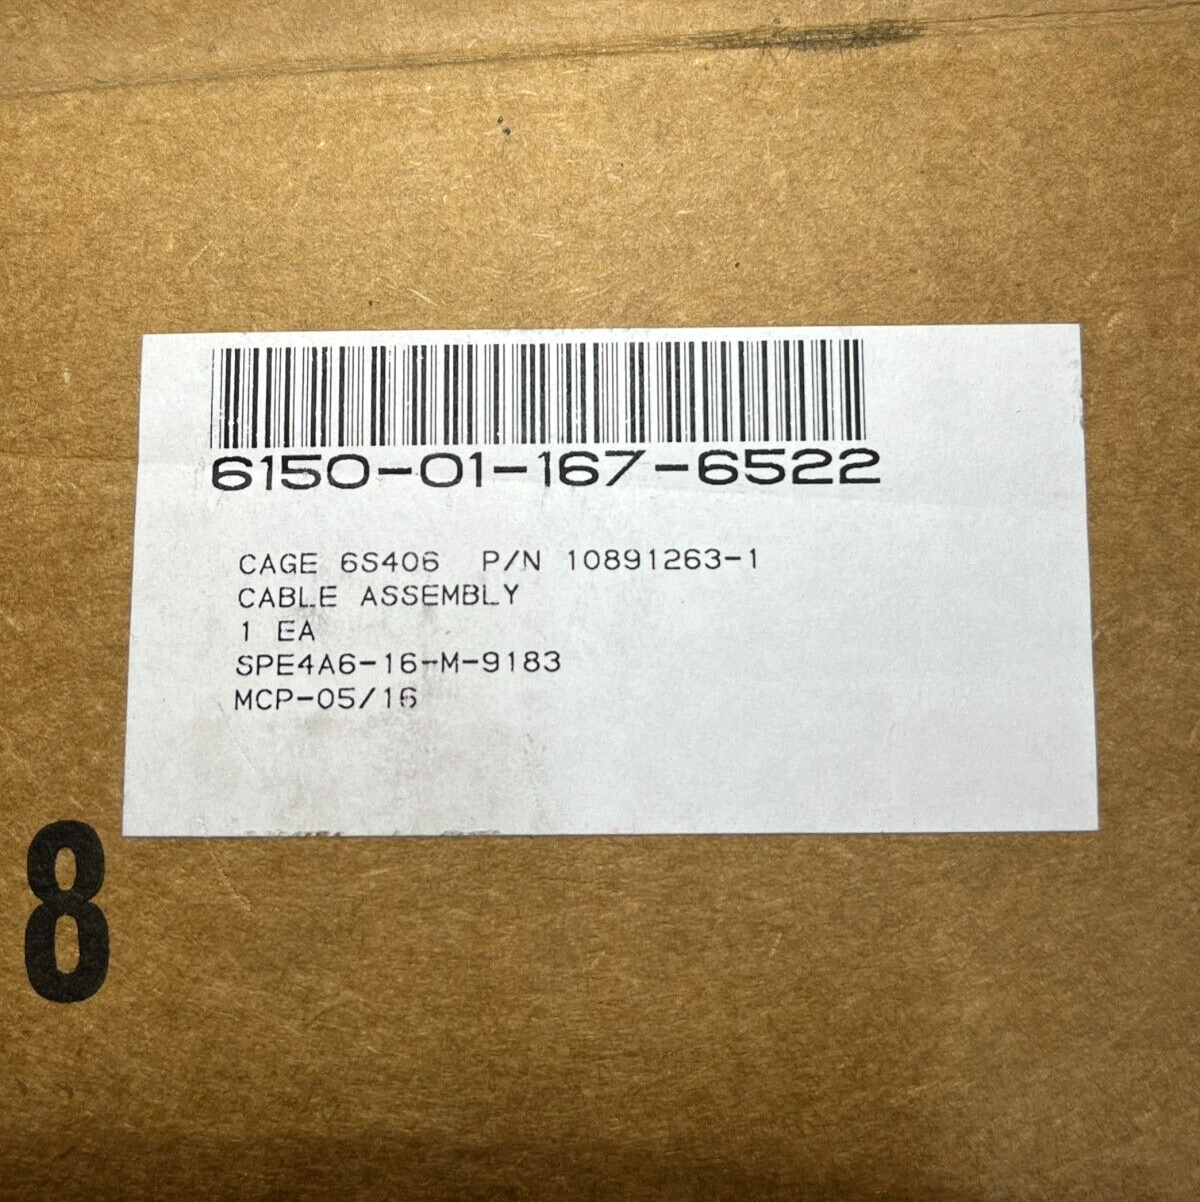 6150-01-167-6522
CAGE 6S406 P/N 10891263-1
CABLE ASSEMBLY
1 EA
SPE4A6-16-M-9183
MCP-05/16
8